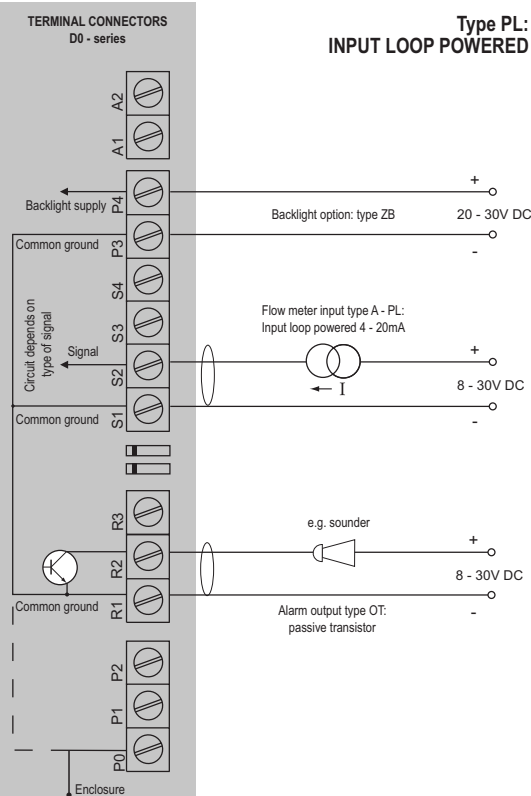 TERMINAL CONNECTORS
D0 - series
Type PL:
INPUT LOOP POWERED
A2
A1
P4
Backlight supply
Backlight option: type ZB
+
20 - 30V DC
-
P3
Common ground
S4
S3
Circuit depends on
type of signal
Flow meter input type A - PL:
Input loop powered 4 - 20mA
S2
Signal
I
+
8 - 30V DC
-
S1
Common ground
R3
e.g. sounder
R2
+
8 - 30V DC
-
R1
Common ground
Alarm output type OT:
passive transistor
P2
P1
P0
Enclosure